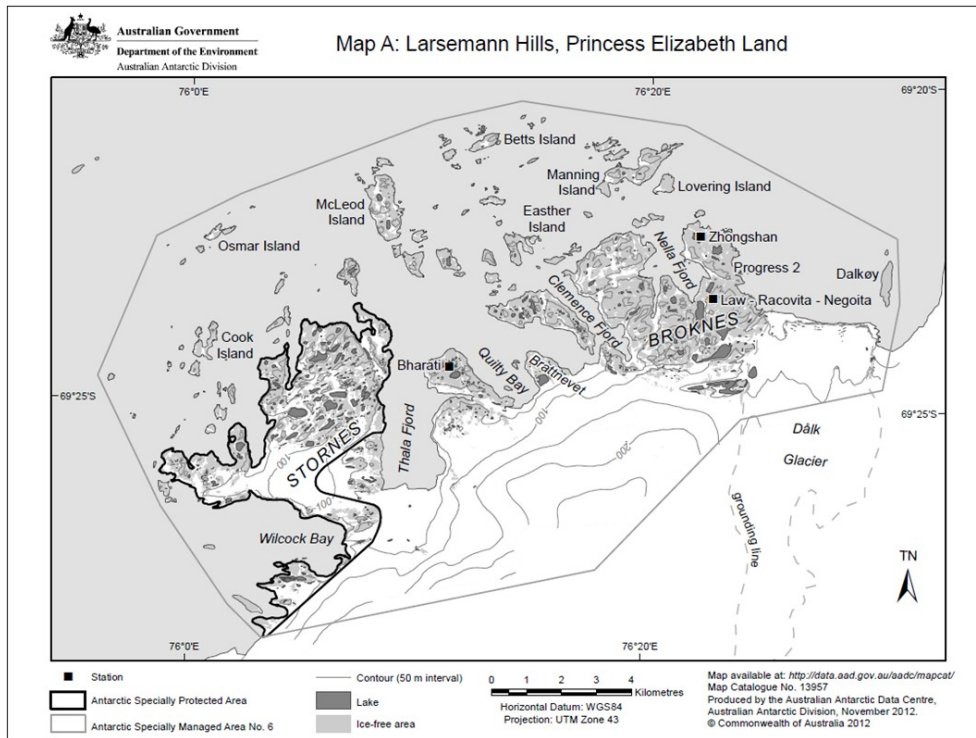 Australian Government
Department of the Environment
Australian Antarctic Division
Map A: Larsemann Hills, Princess Elizabeth Land
76°0'E
76°20'E
69°20'S
Betts Island
Manning
Island
Lovering Island
McLeod
Island
Easther
Island
Osmar Island
Nella Fjord
Zhongshan
Progress 2
Dalkøy
Law - Racovita - Negoita
Clemence Fjord
BROKNES
Cook
Island
Bharati
Quilty Bay
Brattnevet
69°25'S
69°25'S
100
200
Thala Fjord
STORNES
100
100
Dålk
Glacier
grounding line
Wilcock Bay
TN
76°0'E
76°20'E
Station
Antarctic Specially Protected Area
Antarctic Specially Managed Area No. 6
Contour (50 m interval)
Lake
Ice-free area
0 1 2 3 4
Kilometres
Horizontal Datum: WGS84
Projection: UTM Zone 43
Map available at: http://data.aad.gov.au/aadc/mapcat/
Map Catalogue No. 13957
Produced by the Australian Antarctic Data Centre,
Australian Antarctic Division, November 2012.
© Commonwealth of Australia 2012